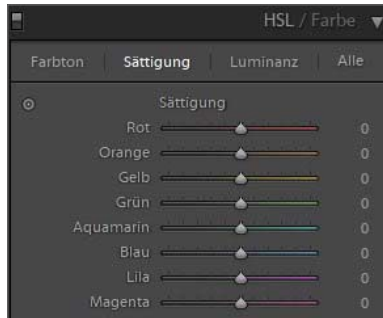 HSL / Farbe
Farbton Sättigung Luminanz Alle
Sättigung
Rot 0
Orange 0
Gelb 0
Grün 0
Aquamarin 0
Blau 0
Lila 0
Magenta 0